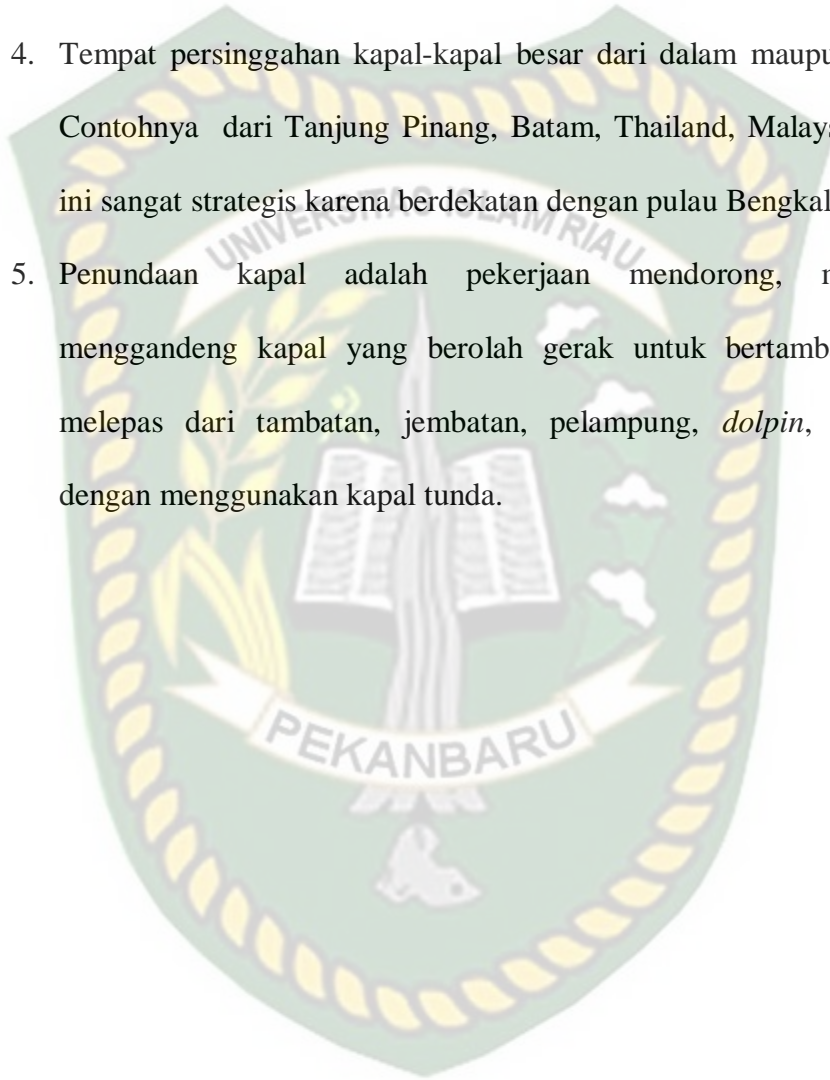 4. Tempat persinggahan kapal-kapal besar dari dalam maupu
Contohnya dari Tanjung Pinang, Batam, Thailand, Malays
ini sangat strategis karena berdekatan dengan pulau Bengkal
UNIVERSITAS ISLAM RIAU
5. Penundaan kapal adalah pekerjaan mendorong,
menggandeng kapal yang berolah gerak untuk bertamb
melepas dari tambatan, jembatan, pelampung, dolpin,
dengan menggunakan kapal tunda.
PEKANBARU